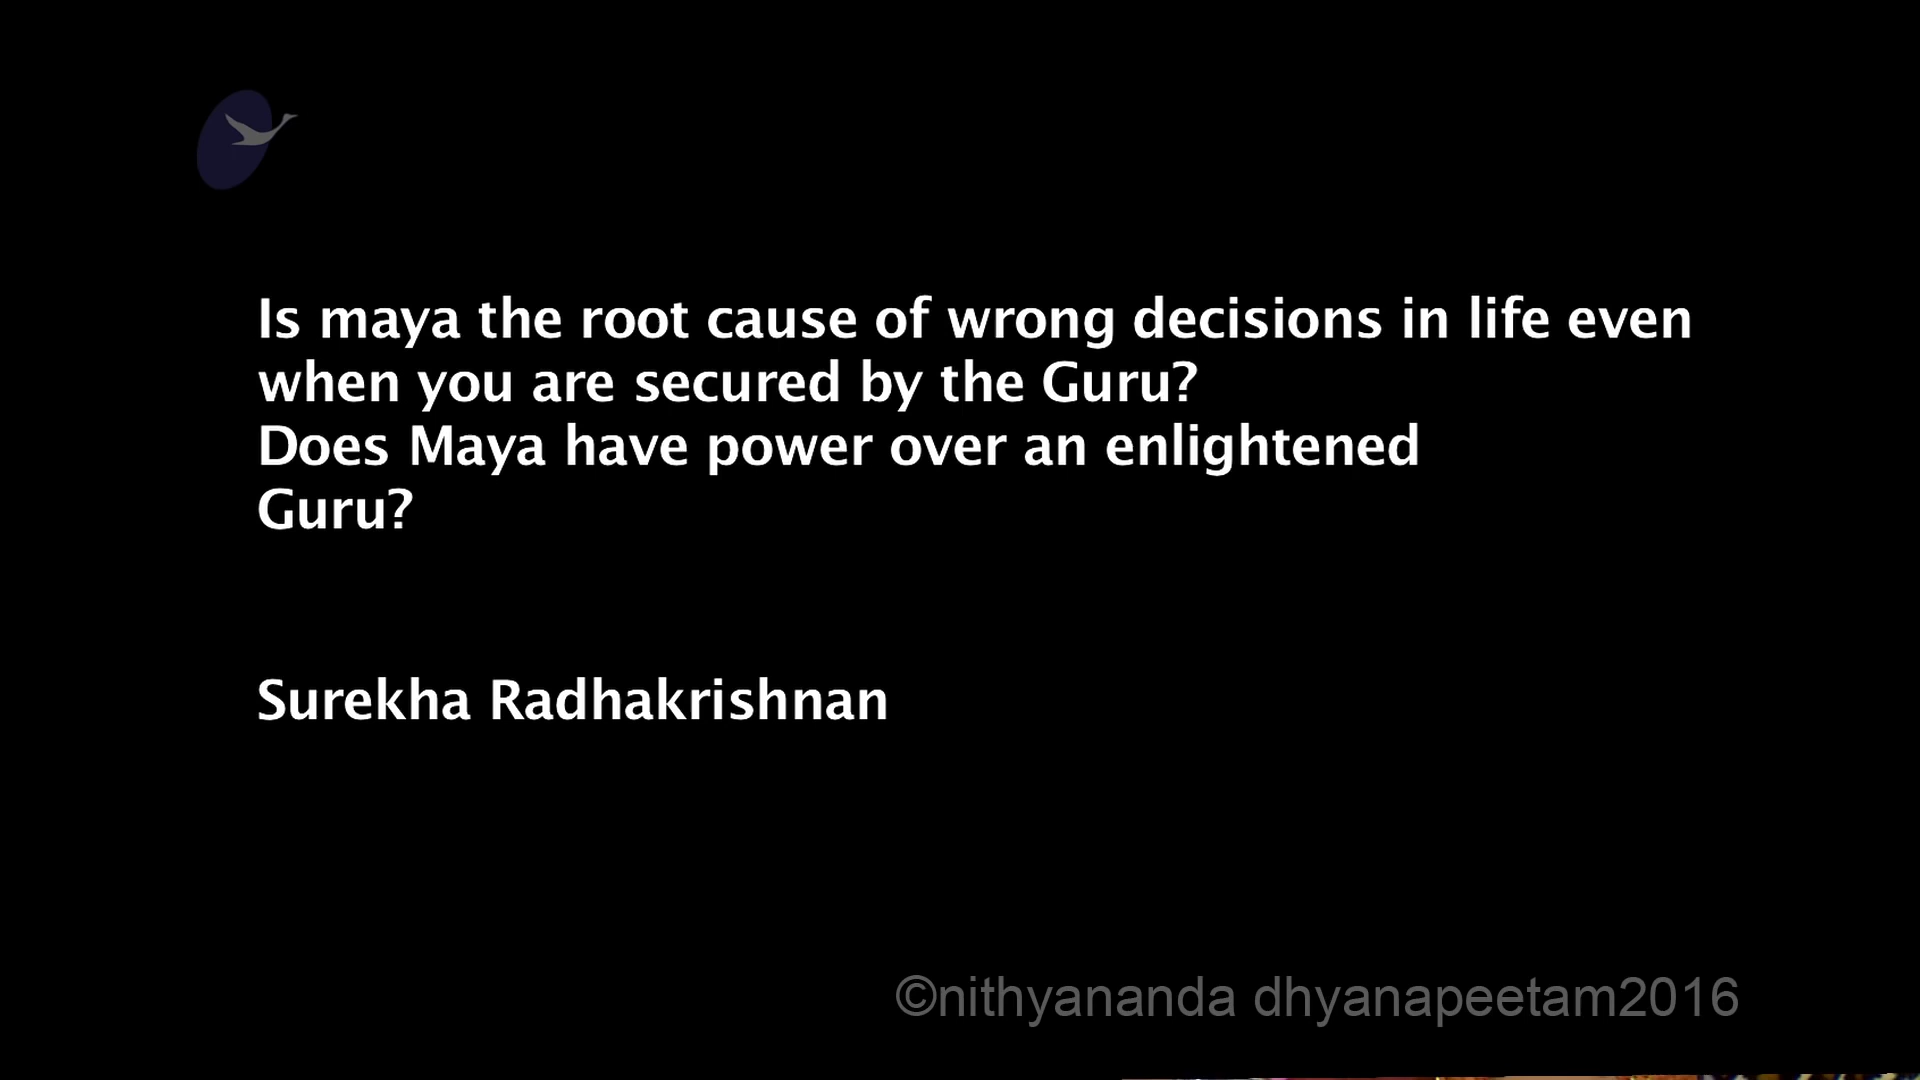 Is maya the root cause of wrong decisions in life even
when you are secured by the Guru?
Does Maya have power over an enlightened
Guru?
Surekha Radhakrishnan
©nithyananda dhyanapeetam2016